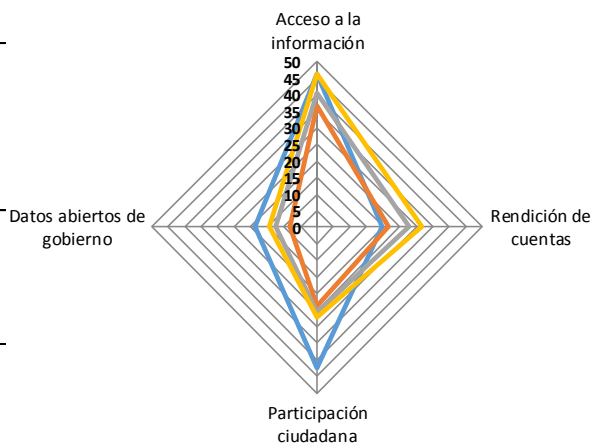 Acceso a la
información
50
45
40
35
30
25
20
15
10
5
0
Datos abiertos de
gobierno
Rendición de
cuentas
Participación
ciudadana